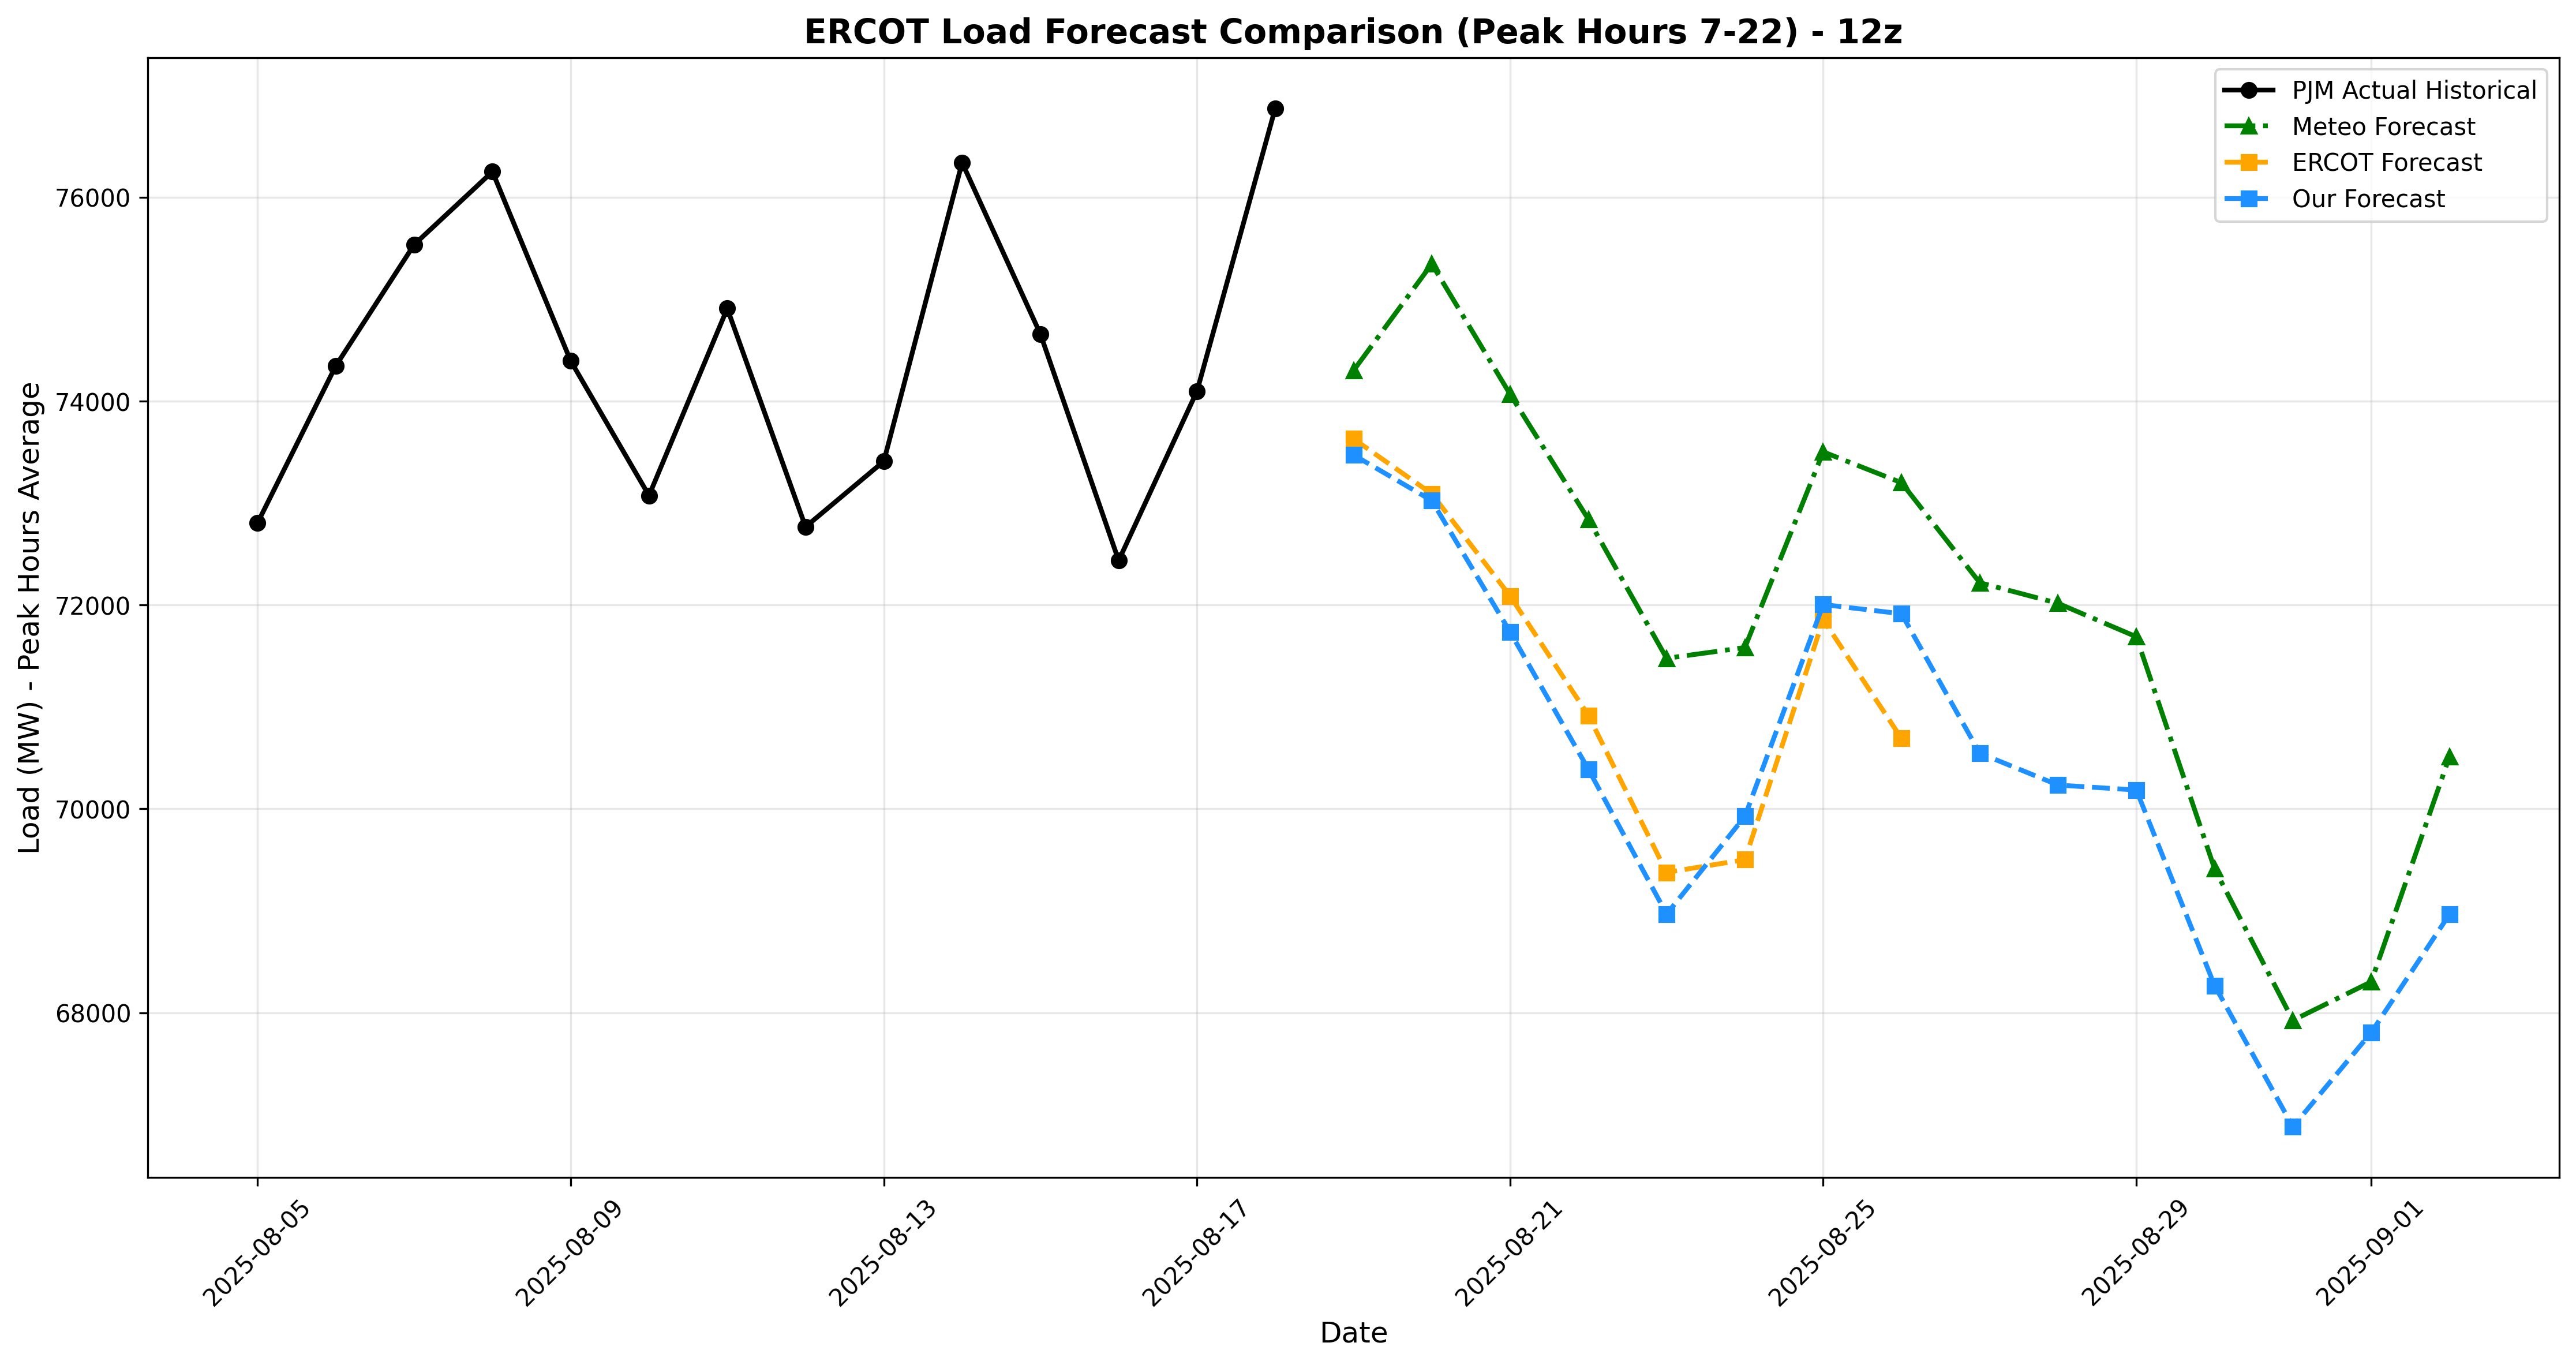 ERCOT Load Forecast Comparison (Peak Hours 7-22) - 12z
PJM Actual Historical
Meteo Forecast
ERCOT Forecast
Our Forecast
Load (MW) - Peak Hours Average
76000
74000
72000
70000
68000
2025-08-05
2025-08-09
2025-08-13
2025-08-17
2025-08-21
2025-08-25
2025-08-29
2025-09-01
Date